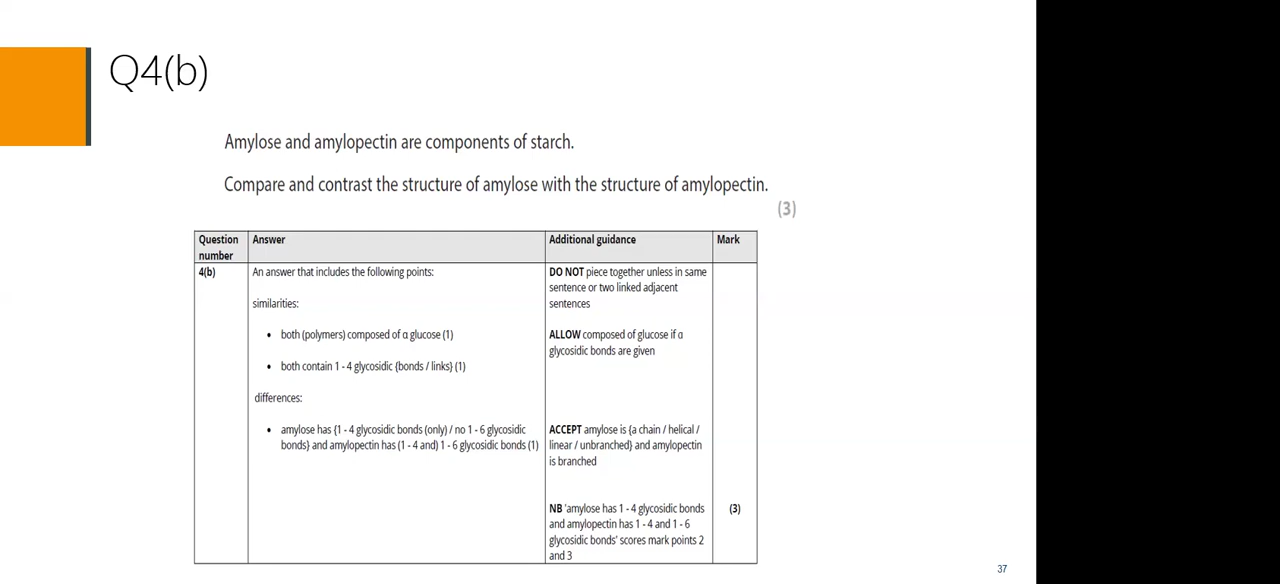 Q4(b)
Amylose and amylopectin are components of starch.
Compare and contrast the structure of amylose with the structure of amylopectin.
(3)
Question number
Answer
Additional guidance
Mark
4(b)
An answer that includes the following points:
similarities:
• both (polymers) composed of α glucose (1)
• both contain 1 - 4 glycosidic {bonds / links} (1)
differences:
• amylose has {1 - 4 glycosidic bonds (only) / no 1 - 6 glycosidic
bonds} and amylopectin has (1 - 4 and) 1 - 6 glycosidic bonds (1)
DO NOT piece together unless in same
sentence or two linked adjacent
sentences
ALLOW composed of glucose if α
glycosidic bonds are given
ACCEPT amylose is {a chain / helical /
linear / unbranched} and amylopectin
is branched
NB 'amylose has 1 - 4 glycosidic bonds
and amylopectin has 1 - 4 and 1 - 6
glycosidic bonds' scores mark points 2
and 3
(3)
37